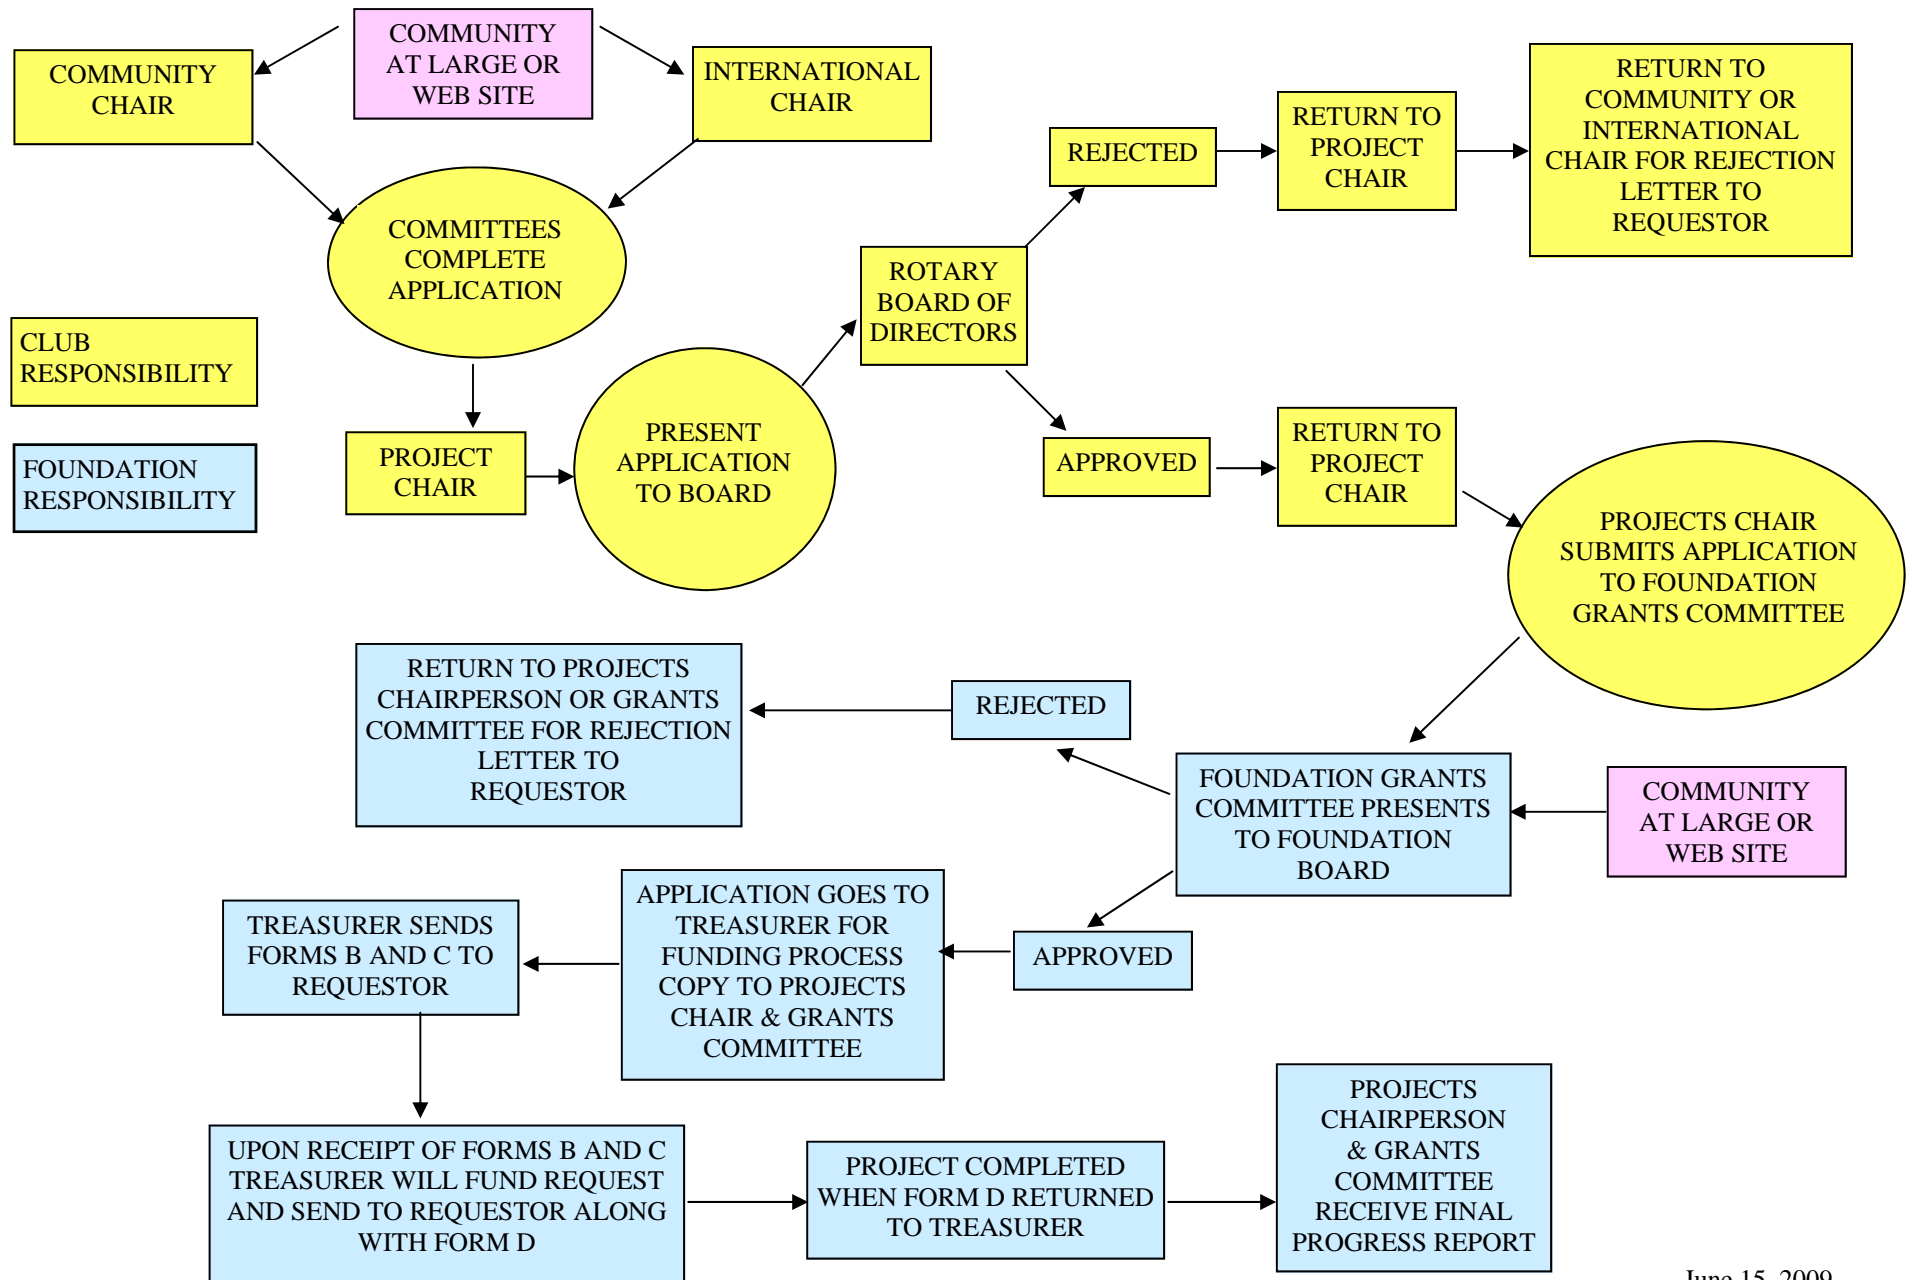 COMMUNITY
CHAIR
COMMUNITY
AT LARGE OR
WEB SITE
INTERNATIONAL
CHAIR
COMMITTEES
COMPLETE
APPLICATION
CLUB
RESPONSIBILITY
FOUNDATION
RESPONSIBILITY
PROJECT
CHAIR
PRESENT
APPLICATION
TO BOARD
ROTARY
BOARD OF
DIRECTORS
REJECTED
RETURN TO
PROJECT
CHAIR
RETURN TO
COMMUNITY OR
INTERNATIONAL
CHAIR FOR REJECTION
LETTER TO
REQUESTOR
APPROVED
RETURN TO
PROJECT
CHAIR
PROJECTS CHAIR
SUBMITS APPLICATION
TO FOUNDATION
GRANTS COMMITTEE
COMMUNITY
AT LARGE OR
WEB SITE
FOUNDATION GRANTS
COMMITTEE PRESENTS
TO FOUNDATION
BOARD
REJECTED
RETURN TO PROJECTS
CHAIRPERSON OR GRANTS
COMMITTEE FOR REJECTION
LETTER TO
REQUESTOR
APPROVED
APPLICATION GOES TO
TREASURER FOR
FUNDING PROCESS
COPY TO PROJECTS
CHAIR & GRANTS
COMMITTEE
TREASURER SENDS
FORMS B AND C TO
REQUESTOR
UPON RECEIPT OF FORMS B AND C
TREASURER WILL FUND REQUEST
AND SEND TO REQUESTOR ALONG
WITH FORM D
PROJECT COMPLETED
WHEN FORM D RETURNED
TO TREASURER
PROJECTS
CHAIRPERSON
& GRANTS
COMMITTEE
RECEIVE FINAL
PROGRESS REPORT
June 15, 2009